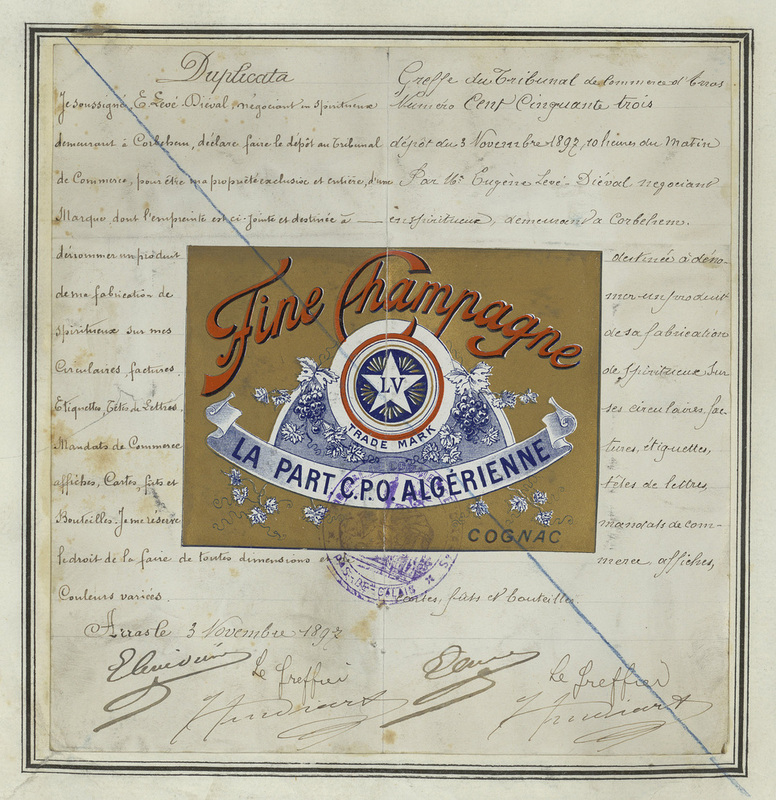 Duplicata
Je soussigné, E. Levé-Diéval, négociant en spiritueux
demeurant à Corbehem, déclare faire le dépôt au Tribunal
de Commerce, pour être ma propriété exclusive et entière, d'une
Marque dont l'empreinte est ci-jointe et destinée à
dénommer un produit
de ma fabrication de
spiritueux sur mes
Circulaires, factures,
Etiquettes, Têtes de Lettres,
Mandats de Commerce
affiches, Cartes, fûts et
Bouteilles. Je me réserve
le droit de la faire de toutes dimensions et
Couleurs variées.
Arras le 3 Novembre 1897
Le Greffier
Greffe du Tribunal de Commerce d'Arras
Numéro Cent Cinquante trois
dépôt du 3 Novembre 1897, 10 heures du Matin
Par Mr Eugène Levé-Diéval négociant
en spiritueux, demeurant à Corbehem.
destinée à déno-
mer un produit
de sa fabrication
de spiritueux sur
ses circulaires, fac-
tures, étiquettes,
têtes de lettres,
mandats de com-
merce, affiches,
cartes, fûts et bouteilles
Le Greffier
Fine Champagne
LV
TRADE MARK
LA PART. C.P.O. ALGÉRIENNE
COGNAC
PAS-DE-CALAIS